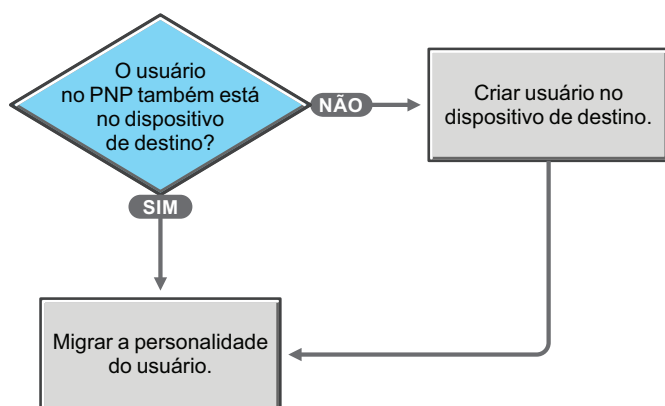 O usuário
no PNP também está
no dispositivo
de destino?
NÃO
Criar usuário no
dispositivo de destino.
SIM
Migrar a personalidade
do usuário.